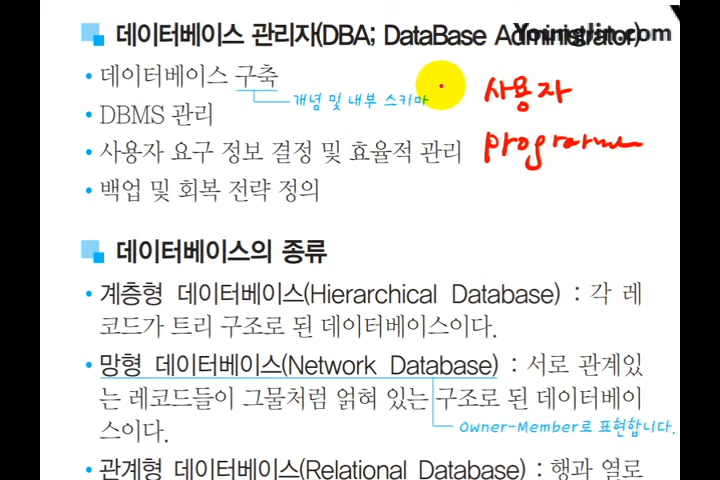 데이터베이스 관리자(DBA; DataBase Administrator)
• 데이터베이스 구축
개념 및 내부 스키마
사용자
• DBMS 관리
• 사용자 요구 정보 결정 및 효율적 관리
• 백업 및 회복 전략 정의
데이터베이스의 종류
• 계층형 데이터베이스(Hierarchical Database) : 각 레
코드가 트리 구조로 된 데이터베이스이다.
• 망형 데이터베이스(Network Database) : 서로 관계있
는 레코드들이 그물처럼 얽혀 있는 구조로 된 데이터베이
스이다.
Owner-Member로 표현합니다.
• 관계형 데이터베이스(Relational Database) : 행과 열로